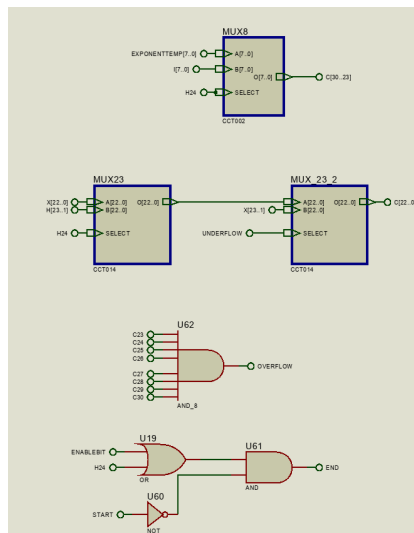 MUX8
EXPONENTTEMP[7..0] A[7..0]
I[7..0] B[7..0]
O[7..0] C[30..23]
H24 SELECT
CCT002
MUX23 MUX_23_2
X[22..0] A[22..0] O[22..0] A[22..0] O[22..0] C[22..0]
H[23..1] B[22..0] X[23..1] B[22..0]
H24 SELECT UNDERFLOW SELECT
CCT014 CCT014
U62
C23
C24
C25
C26
OVERFLOW
C27
C28
C29
C30
AND_8
U19 U61
ENABLEBIT
H24 END
OR AND
U60
START
NOT